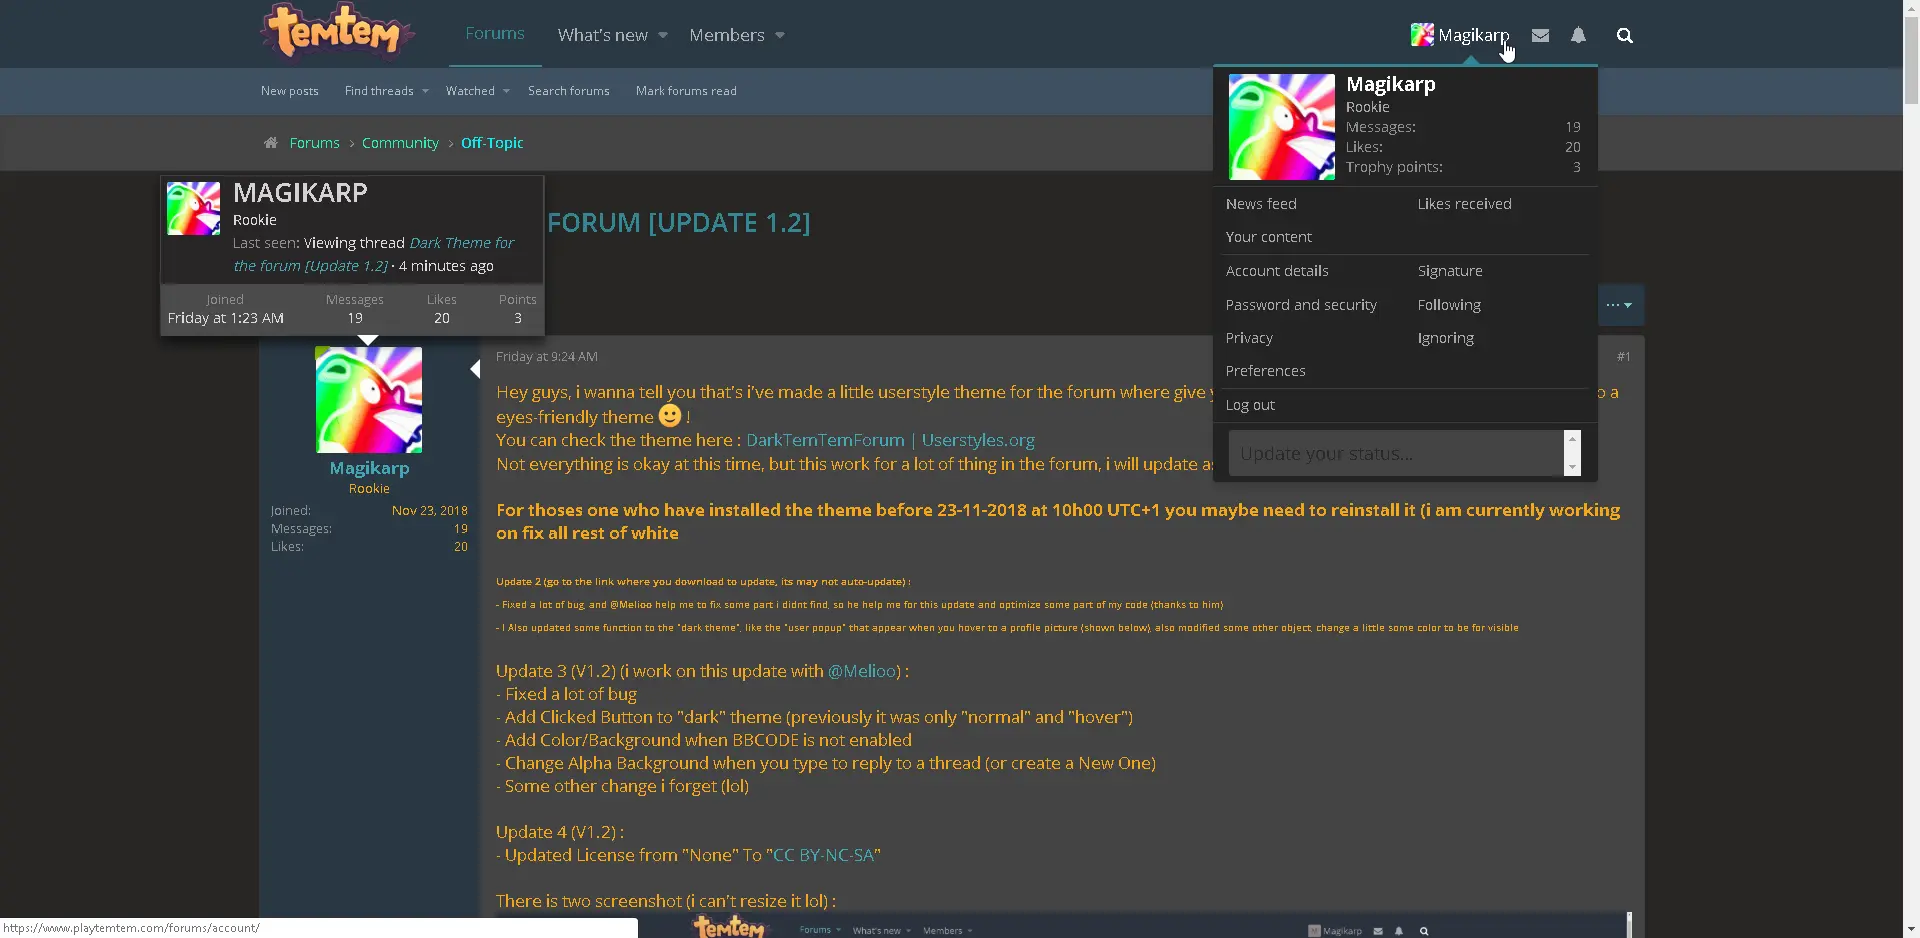 temtem
Forums
What's new
Members
Magikarp
New posts
Find threads
Watched
Search forums
Mark forums read
Magikarp
Rookie
Messages: 19
Likes: 20
Trophy points: 3
News feed
Likes received
Your content
Account details
Signature
Password and security
Following
Privacy
Ignoring
Preferences
Log out
Update your status...
Forums › Community › Off-Topic
MAGIKARP
Rookie
Last seen: Viewing thread Dark Theme for
the forum [Update 1.2] · 4 minutes ago
Joined Messages Likes Points
Friday at 1:23 AM 19 20 3
FORUM [UPDATE 1.2]
Magikarp
Rookie
Joined: Nov 23, 2018
Messages: 19
Likes: 20
Friday at 9:24 AM
#1
Hey guys, i wanna tell you that's i've made a little userstyle theme for the forum where give
a
eyes-friendly theme !
You can check the theme here : DarkTemTemForum | Userstyles.org
Not everything is okay at this time, but this work for a lot of thing in the forum, i will update
For thoses one who have installed the theme before 23-11-2018 at 10h00 UTC+1 you maybe need to reinstall it (i am currently working
on fix all rest of white
Update 2 (go to the link where you download to update, its may not auto-update) :
- Fixed a lot of bug, and @Melioo help me to fix some part i didnt find, so he help me for this update and optimize some part of my code (thanks to him)
- I Also updated some function to the "dark theme", like the "user popup" that appear when you hover to a profile picture (shown below), also modified some other object, change a little some color to be for visible
Update 3 (V1.2) (i work on this update with @Melioo) :
- Fixed a lot of bug
- Add Clicked Button to "dark" theme (previously it was only "normal" and "hover")
- Add Color/Background when BBCODE is not enabled
- Change Alpha Background when you type to reply to a thread (or create a New One)
- Some other change i forget (lol)
Update 4 (V1.2) :
- Updated License from "None" To "CC BY-NC-SA"
There is two screenshot (i can't resize it lol) :
temtem
Forums
What's new
Members
Magikarp
https://www.playtemtem.com/forums/account/